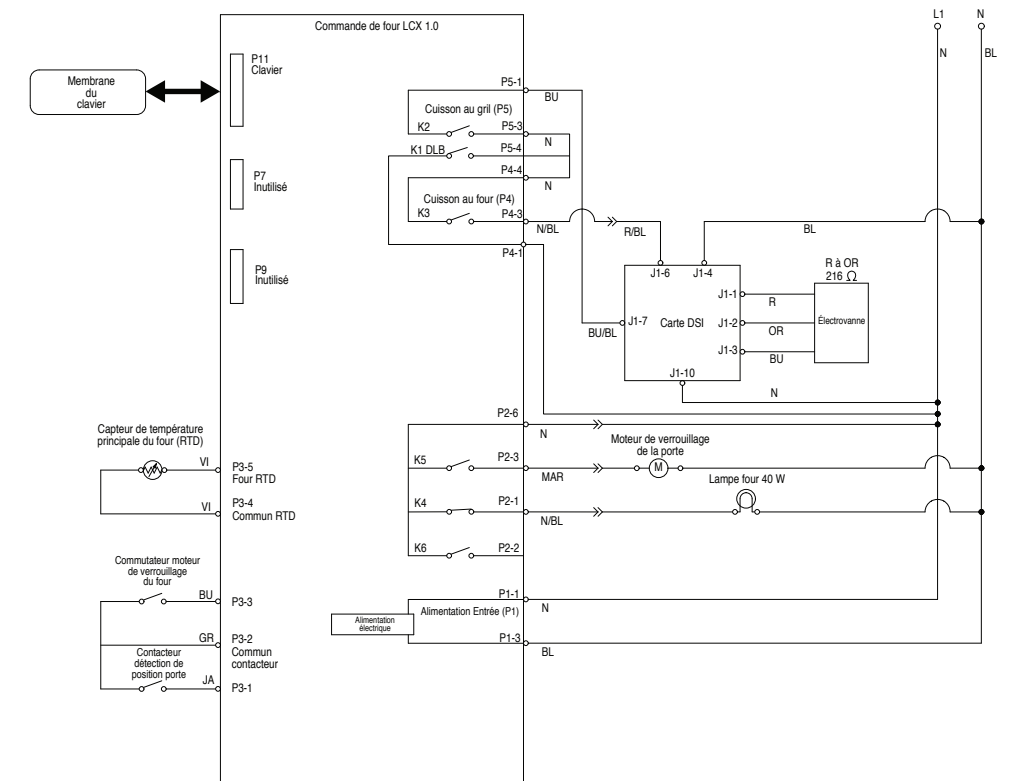 Commande de four LCX 1.0
L1
N
N
BL
P11
Clavier
Membrane
du
clavier
P5-1
BU
Cuisson au gril (P5)
K2
P5-3
N
K1 DLB
P5-4
P4-4
N
P7
Inutilisé
Cuisson au four (P4)
K3
P4-3
N/BL
R/BL
BL
P4-1
P9
Inutilisé
J1-6
J1-4
R à OR
216 Ω
J1-1
R
J1-7
Carte DSI
J1-2
Électrovanne
OR
BU/BL
J1-3
BU
J1-10
N
P2-6
N
Capteur de température
principale du four (RTD)
VI
P3-5
Four RTD
VI
P3-4
Commun RTD
K5
P2-3
MAR
Moteur de verrouillage
de la porte
M
Lampe four 40 W
K4
P2-1
N/BL
K6
P2-2
Commutateur moteur
de verrouillage
du four
BU
P3-3
GR
P3-2
Commun
contacteur
Contacteur
détection de
position porte
JA
P3-1
P1-1
N
Alimentation Entrée (P1)
Alimentation
électrique
P1-3
BL